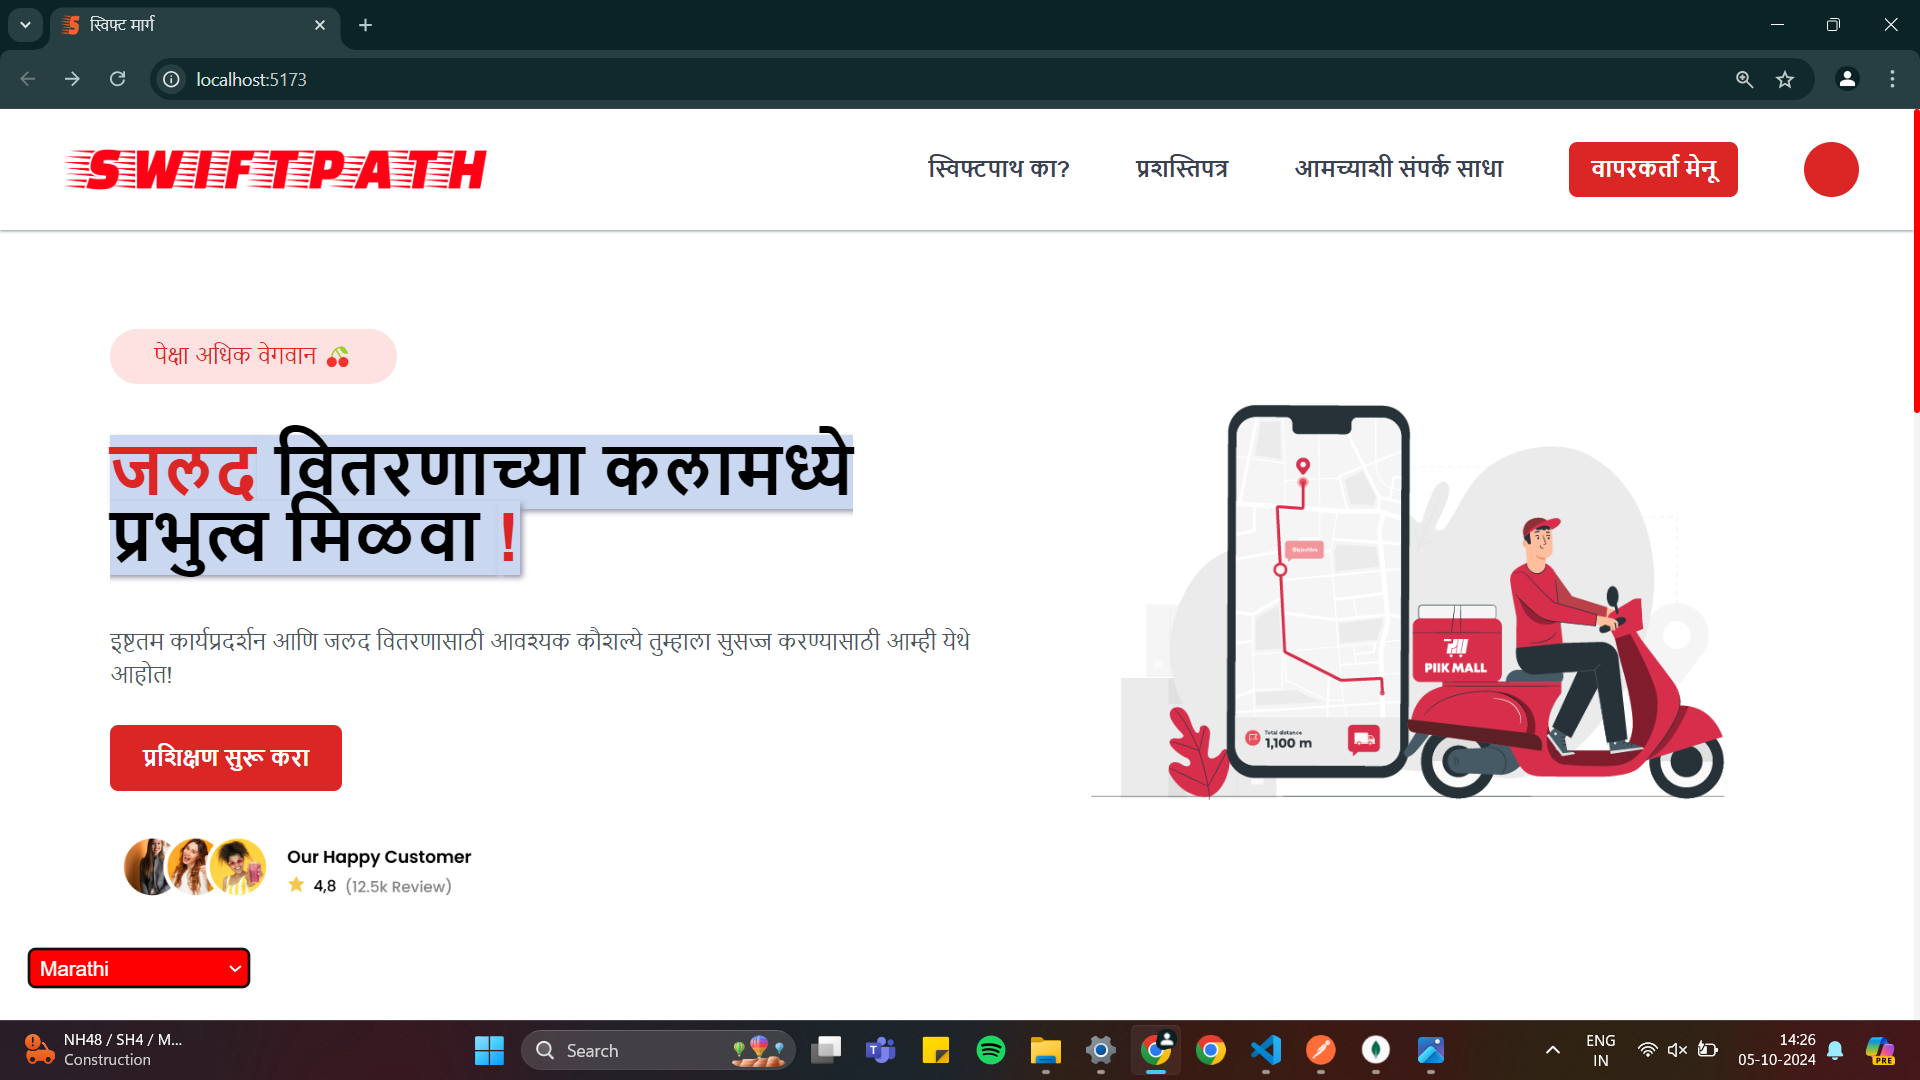 स्विफ्ट मार्ग
localhost:5173
SWIFTPATH
स्विफ्टपाथ का?
प्रशस्तिपत्र
आमच्याशी संपर्क साधा
वापरकर्ता मेनू
पेक्षा अधिक वेगवान
जलद वितरणाच्या कलामध्ये
प्रभुत्व मिळवा !
इष्टतम कार्यप्रदर्शन आणि जलद वितरणासाठी आवश्यक कौशल्ये तुम्हाला सुसज्ज करण्यासाठी आम्ही येथे
आहोत!
प्रशिक्षण सुरू करा
Our Happy Customer
4,8 (12.5k Review)
Total distance
1,100 m
PIIK MALL
Marathi
NH48 / SH4 / M...
Construction
Search
ENG
IN
14:26
05-10-2024
PRE